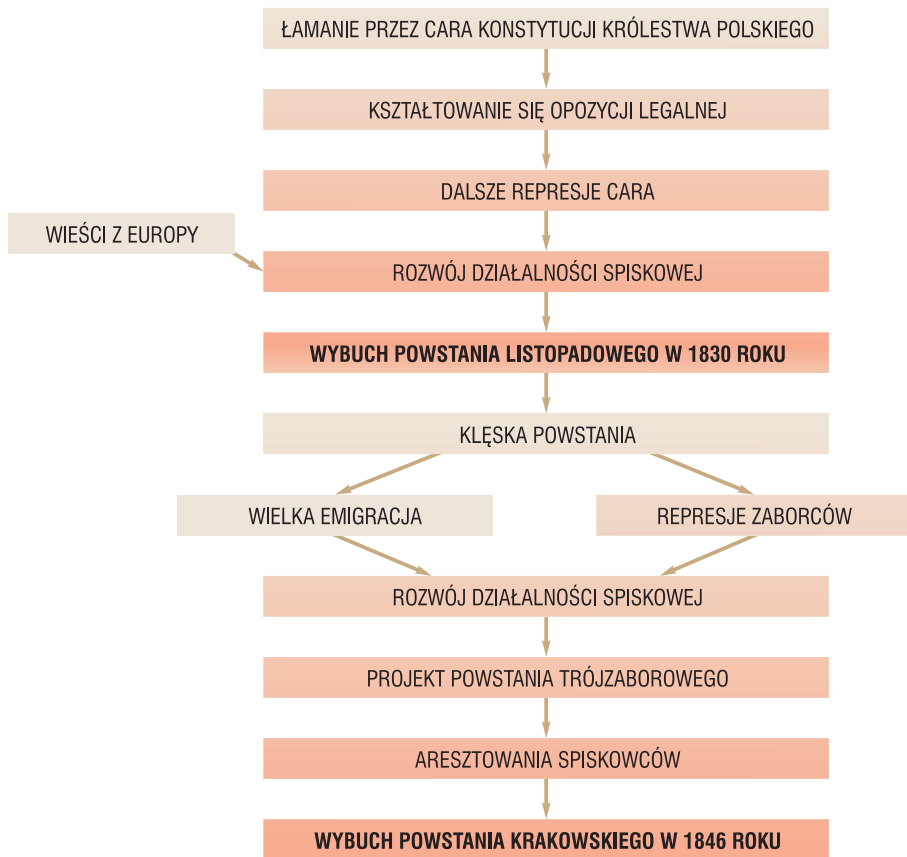 ŁAMANIE PRZEZ CARA KONSTYTUCJI KRÓLESTWA POLSKIEGO
KSZTAŁTOWANIE SIĘ OPOZYCJI LEGALNEJ
DALSZE REPRESJE CARA
WIEŚCI Z EUROPY
ROZWÓJ DZIAŁALNOŚCI SPISKOWEJ
WYBUCH POWSTANIA LISTOPADOWEGO W 1830 ROKU
KLĘSKA POWSTANIA
WIELKA EMIGRACJA
REPRESJE ZABORCÓW
ROZWÓJ DZIAŁALNOŚCI SPISKOWEJ
PROJEKT POWSTANIA TRÓJZABOROWEGO
ARESZTOWANIA SPISKOWCÓW
WYBUCH POWSTANIA KRAKOWSKIEGO W 1846 ROKU